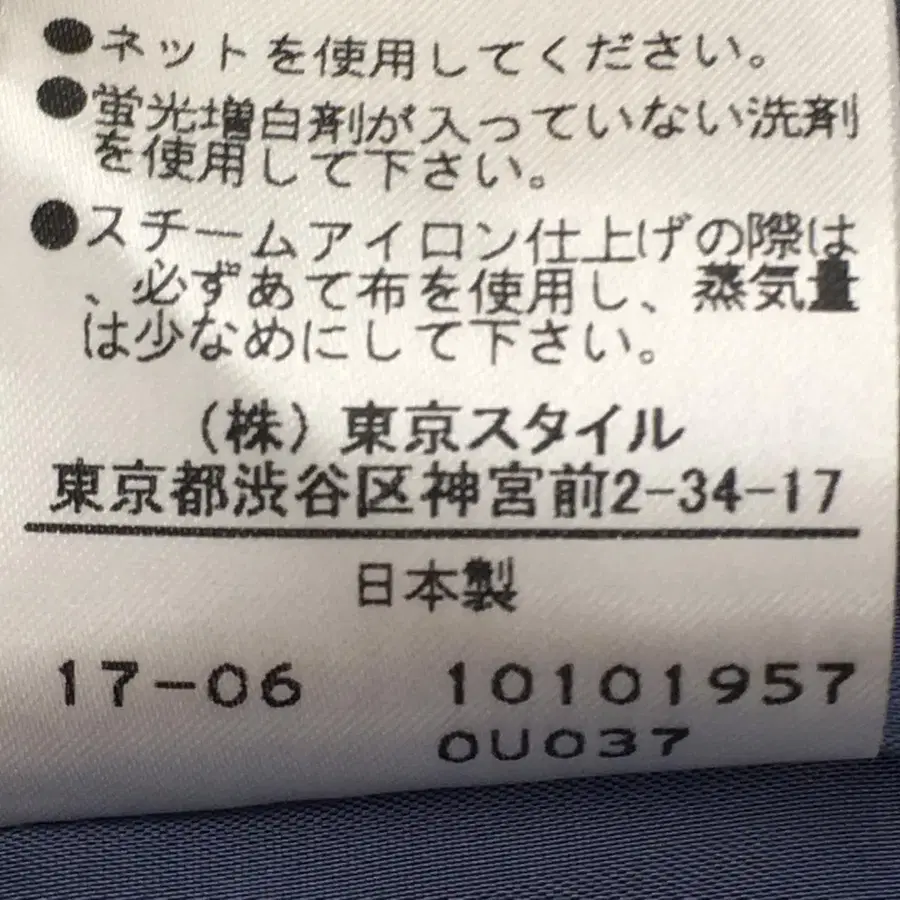 ●ネットを使用してください。
●蛍光増白剤が入っていない洗剤
を使用して下さい。
●スチームアイロン仕上げの際は
、必ずあて布を使用し、蒸気量
は少なめにして下さい。
(株)東京スタイル
東京都渋谷区神宮前2-34-17
日本製
17-06 10101957
0U037